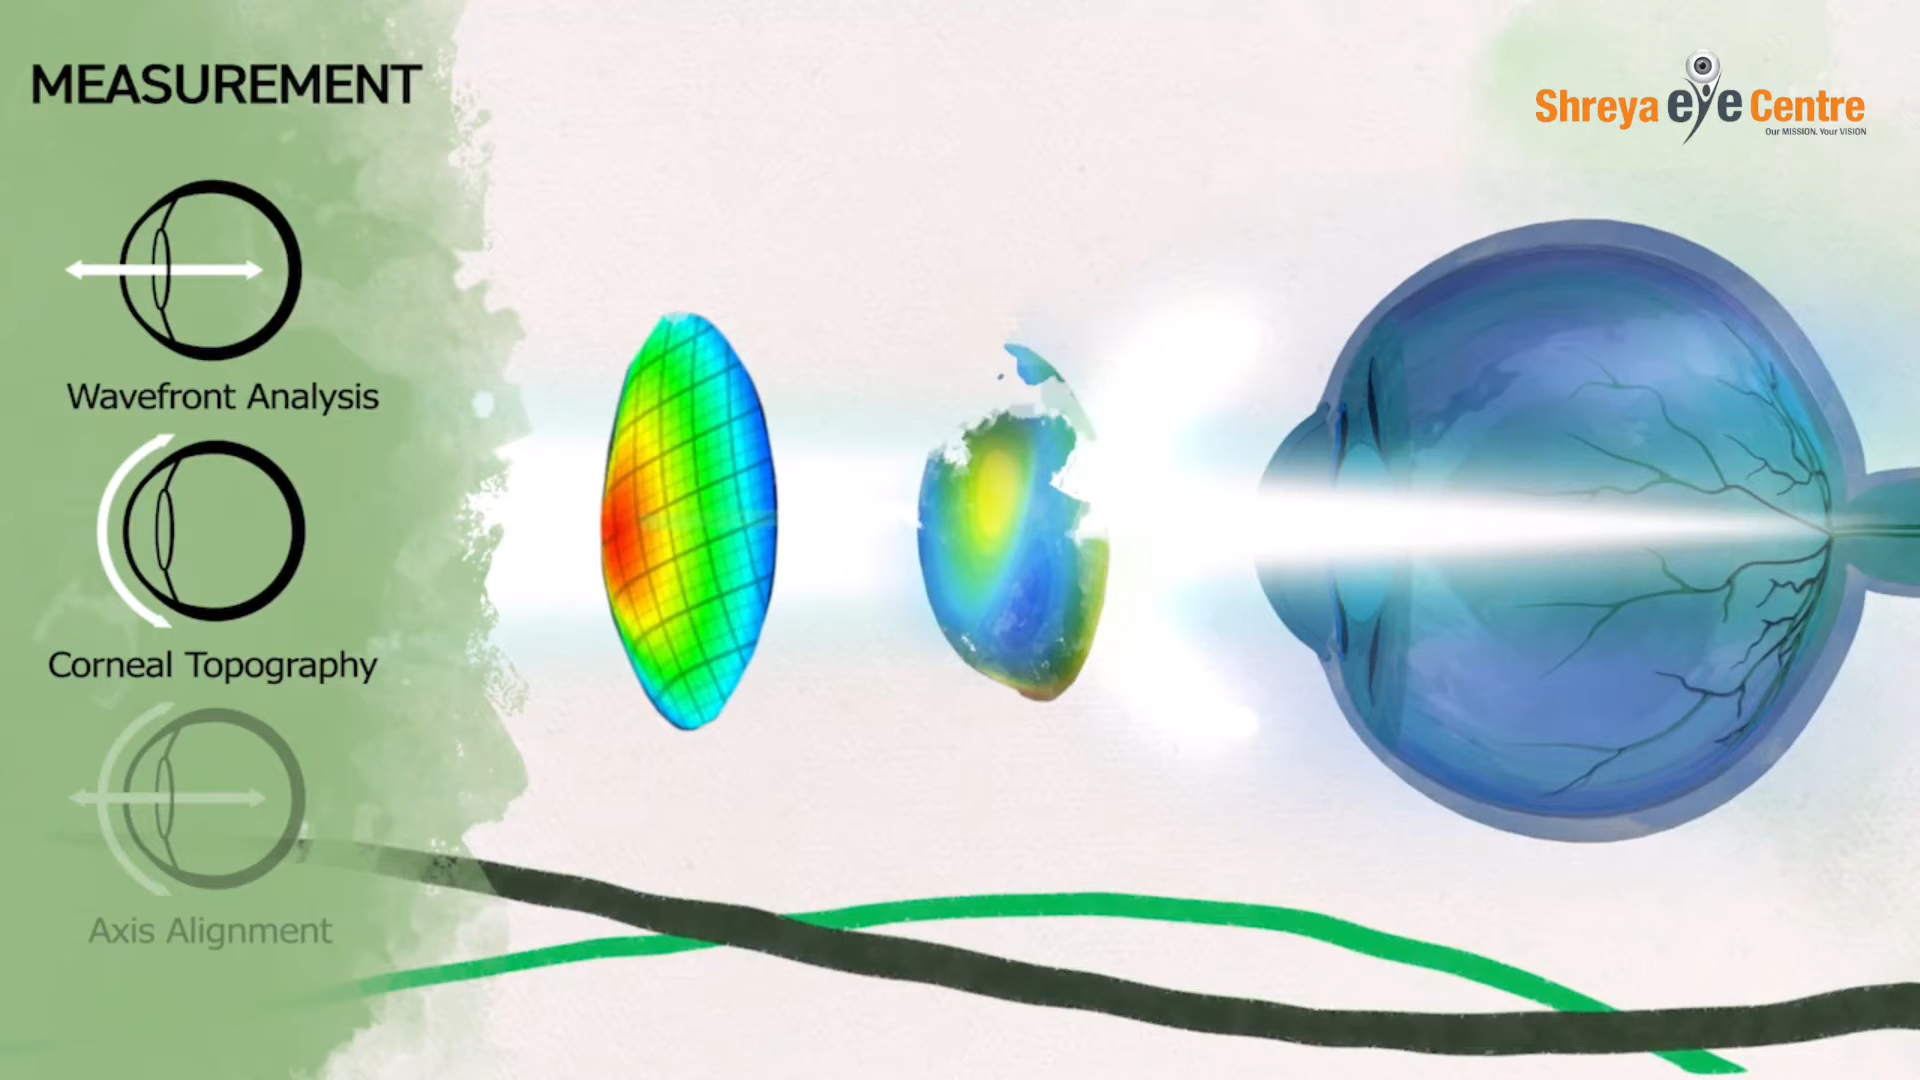 MEASUREMENT
Shreya eye Centre
Our MISSION. Your VISION
Wavefront Analysis
Corneal Topography
Axis Alignment